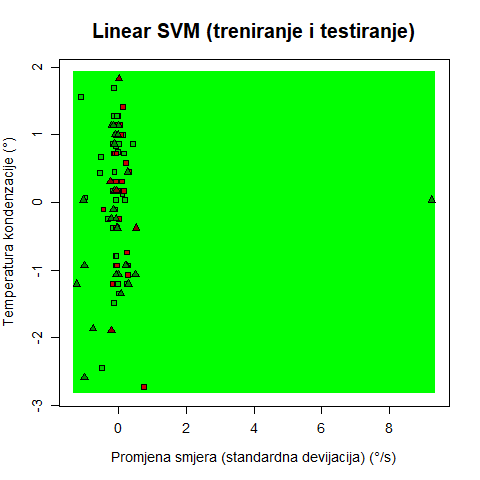 Linear SVM (treniranje i testiranje)
Temperatura kondenzacije (°)
2
1
0
-1
-2
-3
0 2 4 6 8
Promjena smjera (standardna devijacija) (°/s)